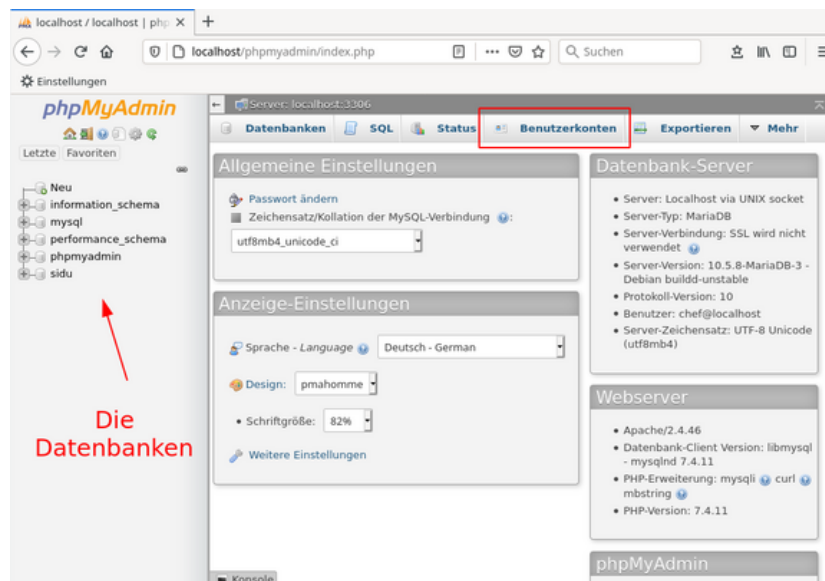 localhost / localhost | php
localhost/phpmyadmin/index.php
Suchen
Einstellungen
phpMyAdmin
Letzte Favoriten
Neu
information_schema
mysql
performance_schema
phpmyadmin
sidu
Die
Datenbanken
Server: localhost:3306
Datenbanken SQL Status Benutzerkonten Exportieren Mehr
Allgemeine Einstellungen
Passwort ändern
Zeichensatz/Kollation der MySQL-Verbindung :
utf8mb4_unicode_ci
Anzeige-Einstellungen
Sprache - Language Deutsch - German
Design: pmahomme
• Schriftgröße: 82%
Weitere Einstellungen
Konsole
Datenbank-Server
• Server: Localhost via UNIX socket
• Server-Typ: MariaDB
• Server-Verbindung: SSL wird nicht
verwendet
• Server-Version: 10.5.8-MariaDB-3 -
Debian buildd-unstable
• Protokoll-Version: 10
• Benutzer: chef@localhost
• Server-Zeichensatz: UTF-8 Unicode
(utf8mb4)
Webserver
• Apache/2.4.46
• Datenbank-Client Version: libmysql
- mysqlnd 7.4.11
• PHP-Erweiterung: mysqli curl
mbstring
• PHP-Version: 7.4.11
phpMyAdmin